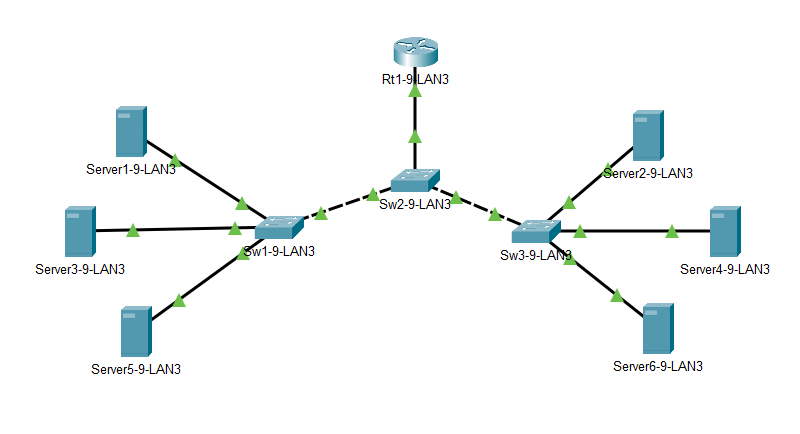 Rt1-9-LAN3
Server1-9-LAN3
Server2-9-LAN3
Sw2-9-LAN3
Sw1-9-LAN3
Sw3-9-LAN3
Server3-9-LAN3
Server4-9-LAN3
Server5-9-LAN3
Server6-9-LAN3